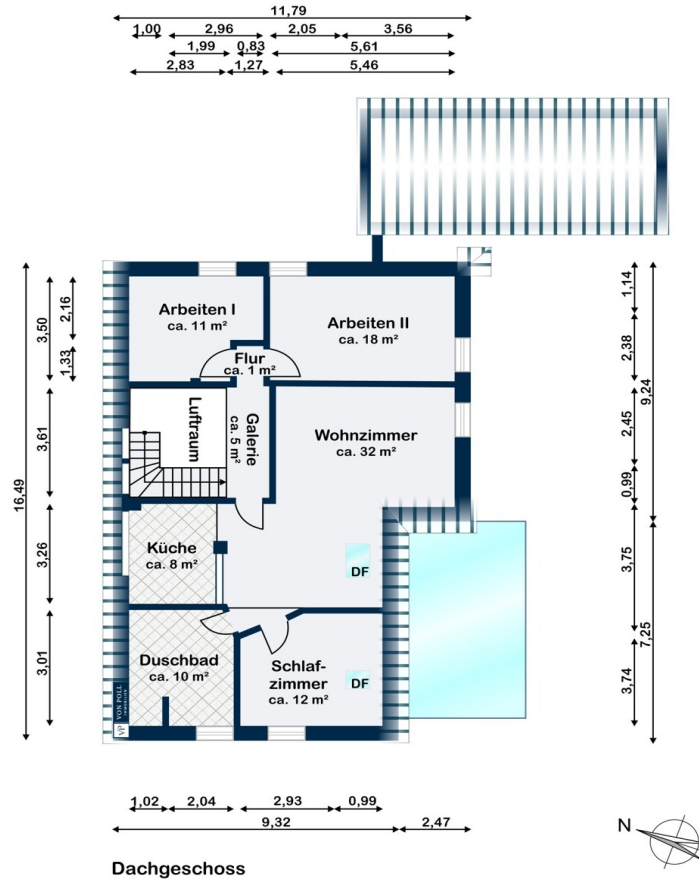 11,79
1,00 2,96 2,05 3,56
1,99 0,83 5,61
2,83 1,27 5,46
Arbeiten I
ca. 11 m²
Arbeiten II
ca. 18 m²
Flur
ca. 1 m²
Luftraum
Galerie
ca. 5 m²
Wohnzimmer
ca. 32 m²
Küche
ca. 8 m²
DF
Duschbad
ca. 10 m²
Schlaf-
zimmer
ca. 12 m²
DF
16,49
3,50
2,16
1,33
3,61
3,26
3,01
1,14
2,38
2,45
0,99
3,75
3,74
9,24
7,25
VON POLL
IMMOBILIEN
VP
1,02 2,04 2,93 0,99
9,32 2,47
N
Dachgeschoss